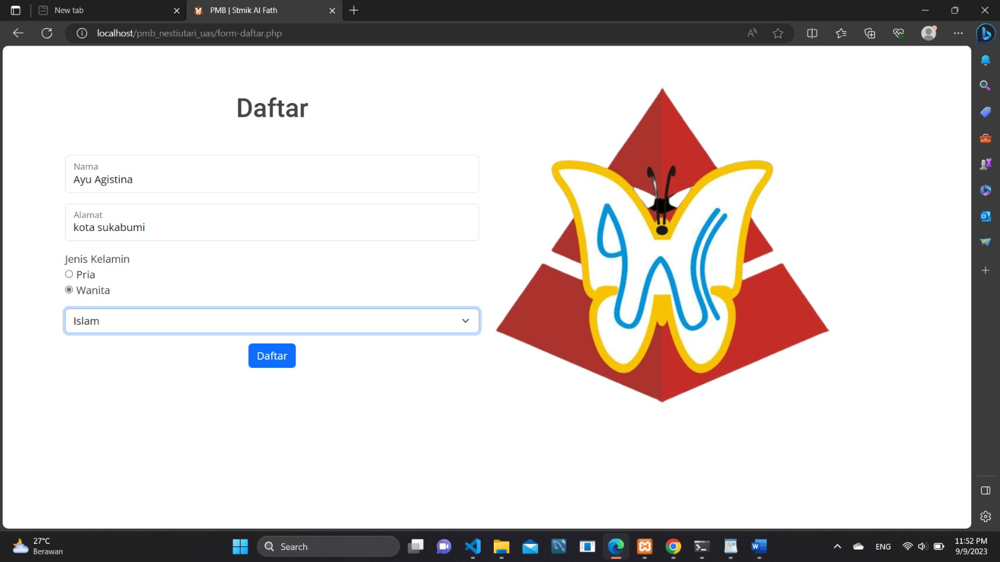 New tab
PMB | Stmik Al Fath
localhost/pmb_nestiutari_uas/form-daftar.php
Daftar
Nama
Ayu Agistina
Alamat
kota sukabumi
Jenis Kelamin
Pria
Wanita
Islam
Daftar
27°C
Berawan
Search
ENG
11:52 PM
9/9/2023